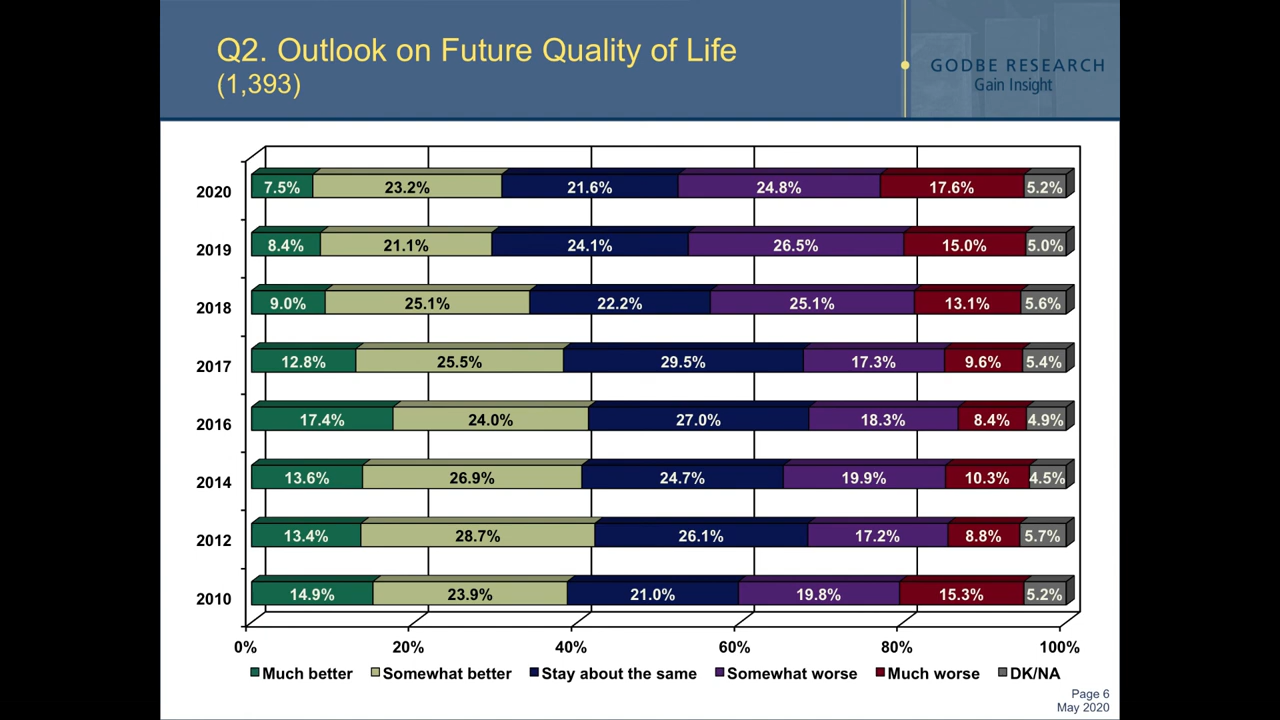 Q2. Outlook on Future Quality of Life
(1,393)
GODBE RESEARCH
Gain Insight
2020 7.5% 23.2% 21.6% 24.8% 17.6% 5.2%
2019 8.4% 21.1% 24.1% 26.5% 15.0% 5.0%
2018 9.0% 25.1% 22.2% 25.1% 13.1% 5.6%
2017 12.8% 25.5% 29.5% 17.3% 9.6% 5.4%
2016 17.4% 24.0% 27.0% 18.3% 8.4% 4.9%
2014 13.6% 26.9% 24.7% 19.9% 10.3% 4.5%
2012 13.4% 28.7% 26.1% 17.2% 8.8% 5.7%
2010 14.9% 23.9% 21.0% 19.8% 15.3% 5.2%
0% 20% 40% 60% 80% 100%
Much better Somewhat better Stay about the same Somewhat worse Much worse DK/NA
Page 6
May 2020